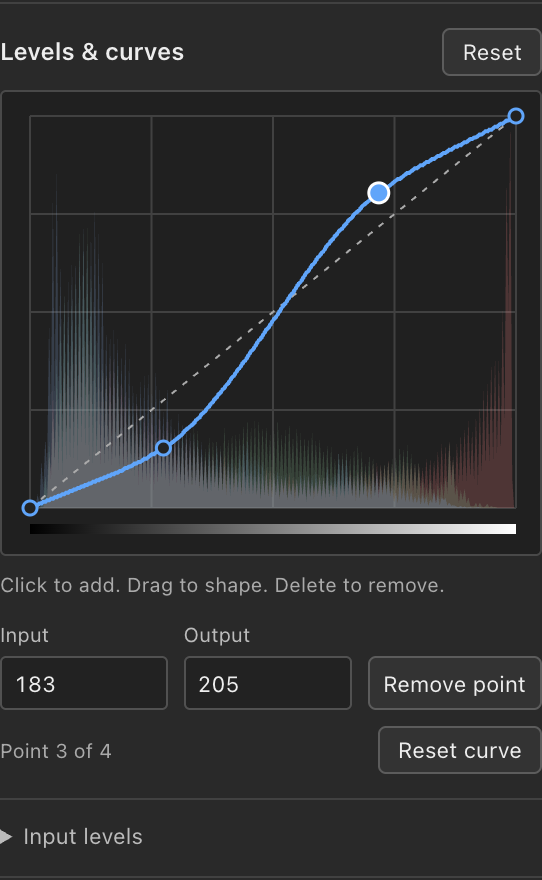 Levels & curves
Reset
Click to add. Drag to shape. Delete to remove.
Input
Output
183
205
Remove point
Point 3 of 4
Reset curve
Input levels